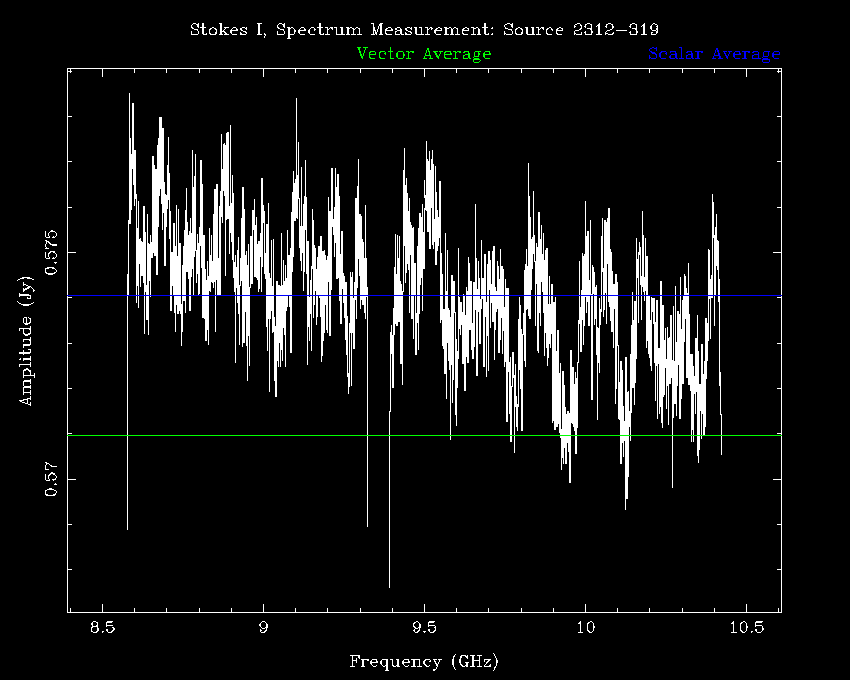 Stokes I, Spectrum Measurement: Source 2312-319
Vector Average Scalar Average
0.575
0.57
Amplitude (Jy)
8.5 9 9.5 10 10.5
Frequency (GHz)